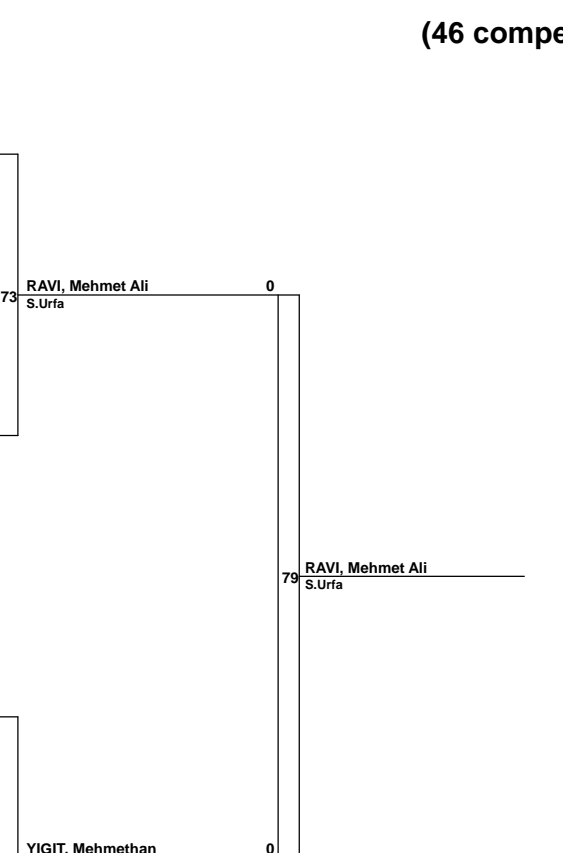 (46 compe
RAVI, Mehmet Ali 0
73
S.Urfa
RAVI, Mehmet Ali
79
S.Urfa
YIGIT, Mehmethan 0